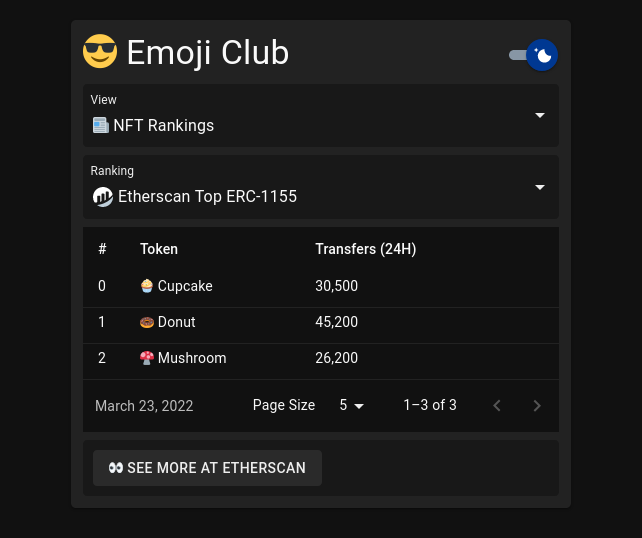 Emoji Club
View
NFT Rankings
Ranking
Etherscan Top ERC-1155
# Token Transfers (24H)
0 Cupcake 30,500
1 Donut 45,200
2 Mushroom 26,200
March 23, 2022 Page Size 5 1–3 of 3
SEE MORE AT ETHERSCAN